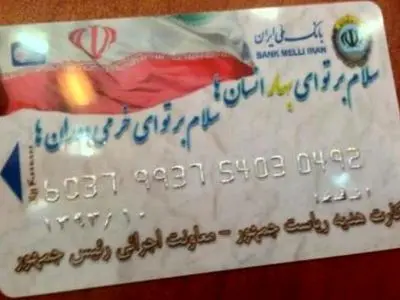 بانک ملی ایران
BANK MELLI IRAN
سلام بر تو ای بهار انسان ها
سلام بر تو ای خرمی دوران ها
6037 9937 5403 0492
۱۳۹۳/۱۰
کارت هدیه ریاست جمهور - معاونت اجرائی رئیس جمهور